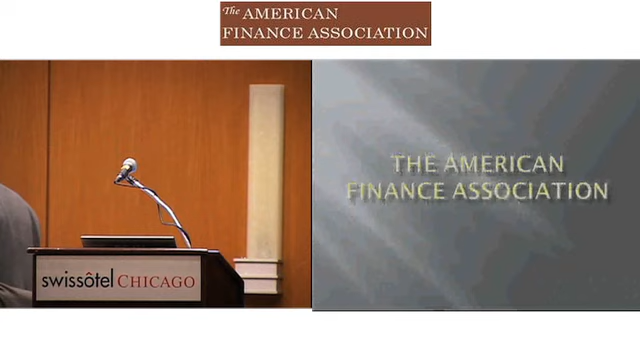 The AMERICAN
FINANCE ASSOCIATION
THE AMERICAN
FINANCE ASSOCIATION
swissôtel CHICAGO